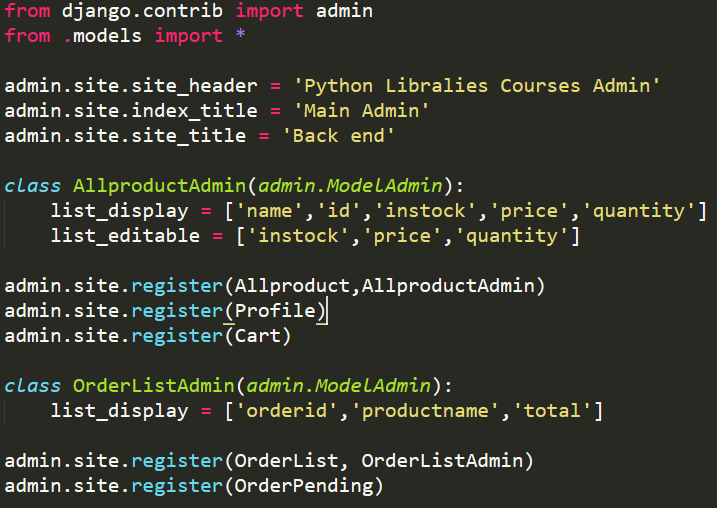 from django.contrib import admin
from .models import *
admin.site.site_header = 'Python Libralies Courses Admin'
admin.site.index_title = 'Main Admin'
admin.site.site_title = 'Back end'
class AllproductAdmin(admin.ModelAdmin):
    list_display = ['name','id','instock','price','quantity']
    list_editable = ['instock','price','quantity']
admin.site.register(Allproduct,AllproductAdmin)
admin.site.register(Profile)
admin.site.register(Cart)
class OrderListAdmin(admin.ModelAdmin):
    list_display = ['orderid','productname','total']
admin.site.register(OrderList, OrderListAdmin)
admin.site.register(OrderPending)